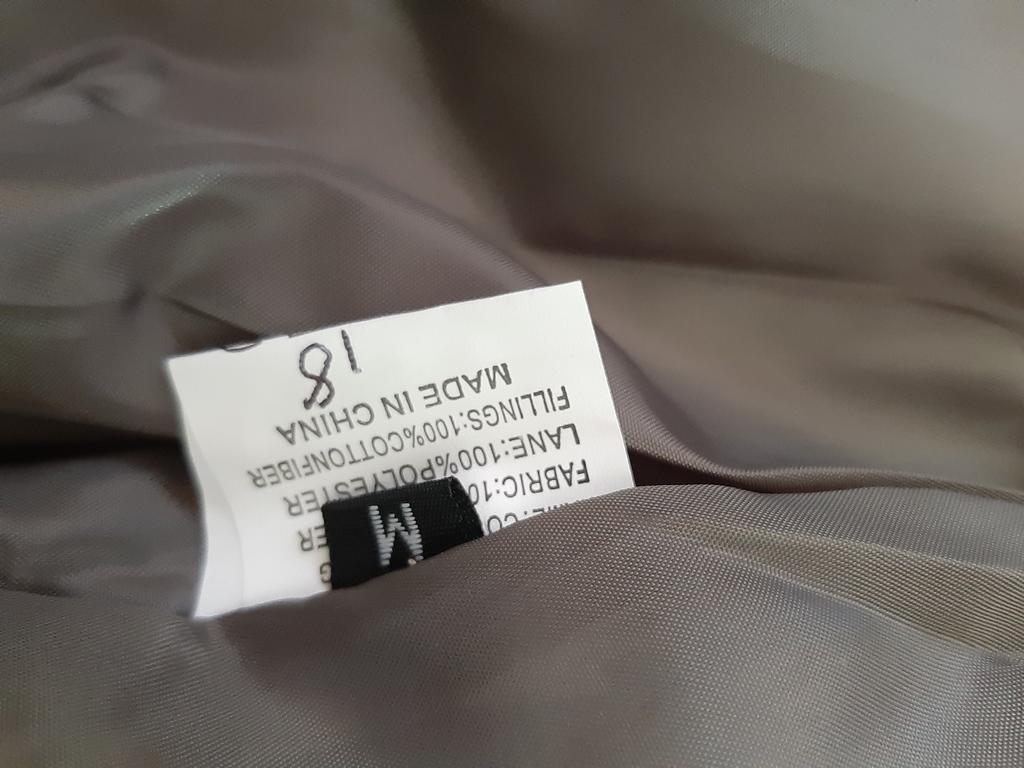 M
FABRIC:10
LANE:100%POLYESTER
FILLINGS:100%COTTONFIBER
MADE IN CHINA
18